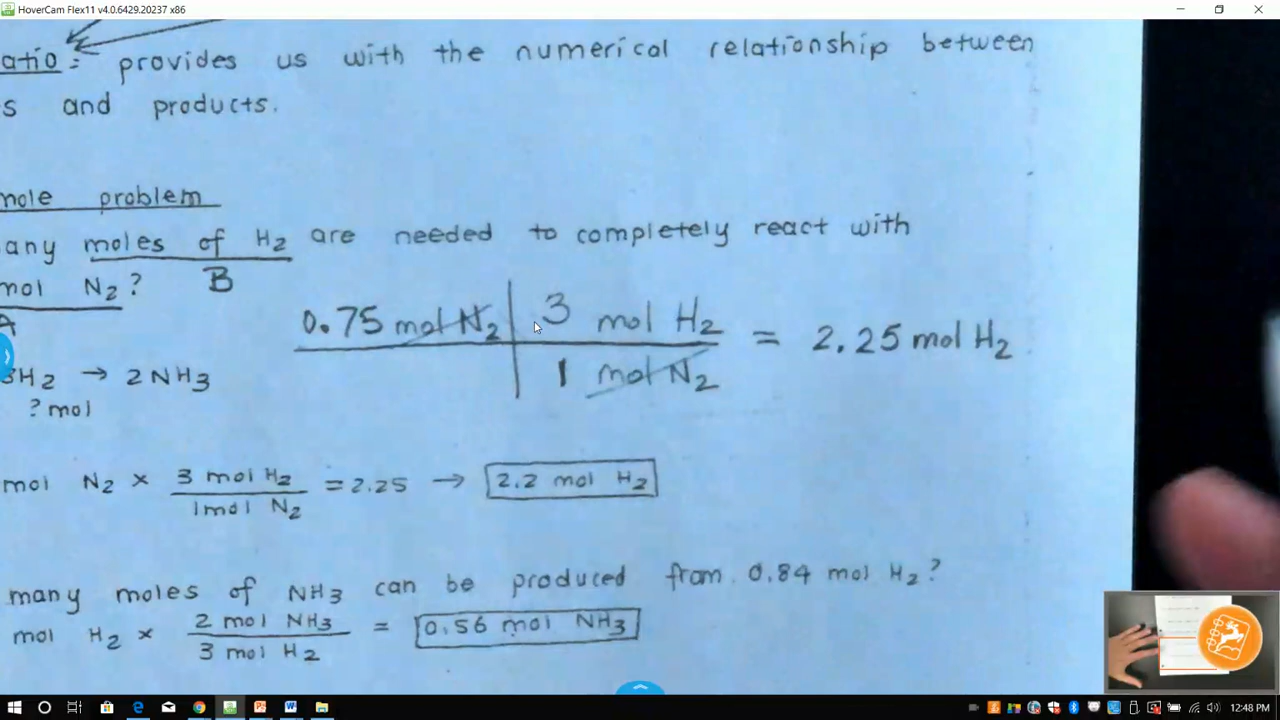 HoverCam Flex11 v4.0.6429.20237 x86
atio: provides us with the numerical relationship between
s and products.
mole problem
any moles of H₂ are needed to completely react with
mol N₂? B
A
0.75 mol N₂ 3 mol H₂ = 2.25 mol H₂
1 mol N₂
3H₂ → 2NH₃
? mol
mol N₂ × 3 mol H₂ = 2.25 → 2.2 mol H₂
1 mol N₂
many moles of NH₃ can be produced from 0.84 mol H₂?
mol H₂ × 2 mol NH₃ = 0.56 mol NH₃
3 mol H₂
12:48 PM